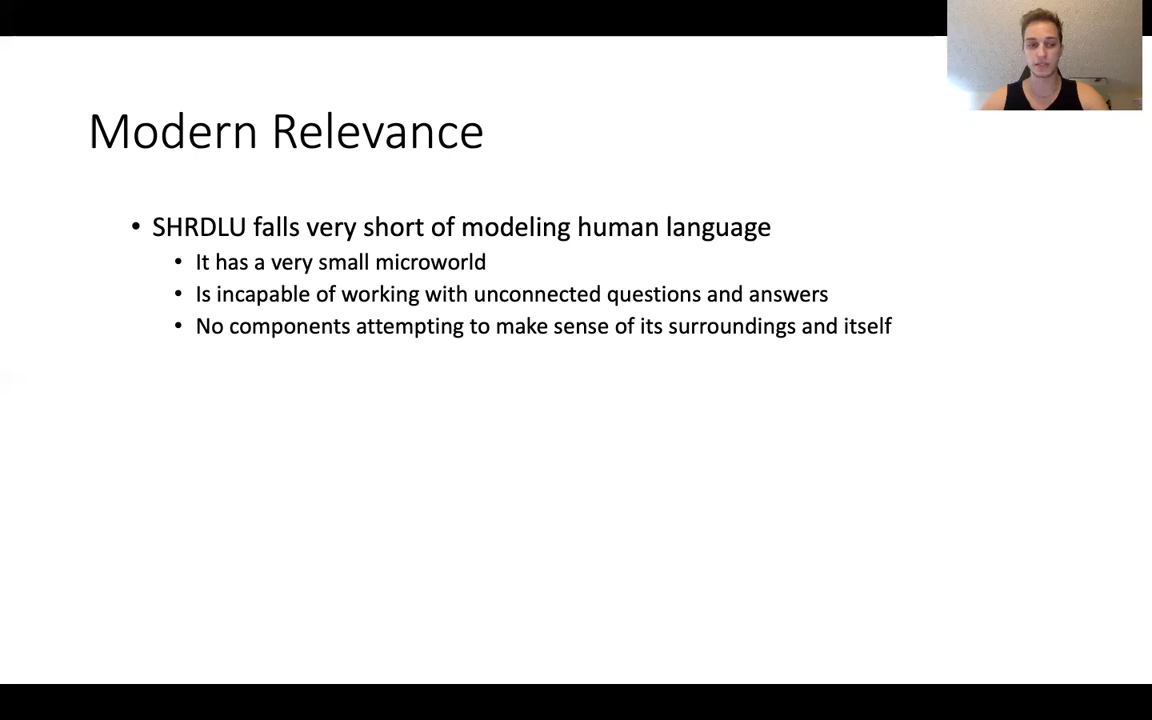 Modern Relevance
• SHRDLU falls very short of modeling human language
• It has a very small microworld
• Is incapable of working with unconnected questions and answers
• No components attempting to make sense of its surroundings and itself